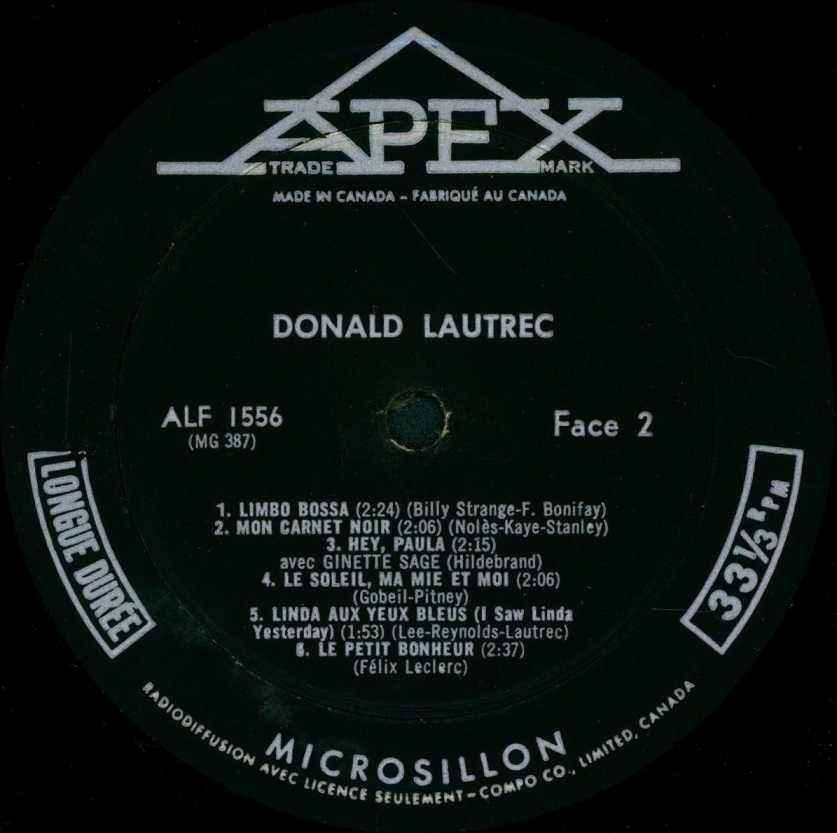 APEX
TRADE MARK
MADE IN CANADA – FABRIQUÉ AU CANADA
DONALD LAUTREC
ALF 1556
(MG 387)
Face 2
LONGUE DURÉE
33 1/3 RPM
1. LIMBO BOSSA (2:24) (Billy Strange-F. Bonifay)
2. MON CARNET NOIR (2:06) (Nolès-Kaye-Stanley)
3. HEY, PAULA (2:15)
avec GINETTE SAGE (Hildebrand)
4. LE SOLEIL, MA MIE ET MOI (2:06)
(Gobeil-Pitney)
5. LINDA AUX YEUX BLEUS (I Saw Linda
Yesterday) (1:53) (Lee-Reynolds-Lautrec)
6. LE PETIT BONHEUR (2:37)
(Félix Leclerc)
MICROSILLON
RADIODIFFUSION AVEC LICENCE SEULEMENT–COMPO CO., LIMITED, CANADA